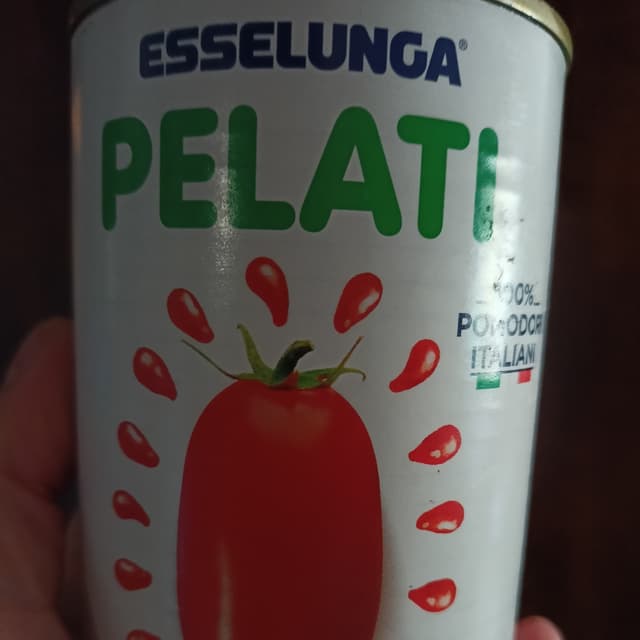 ESSELUNGA®
PELATI
100%
POMODORI
ITALIANI